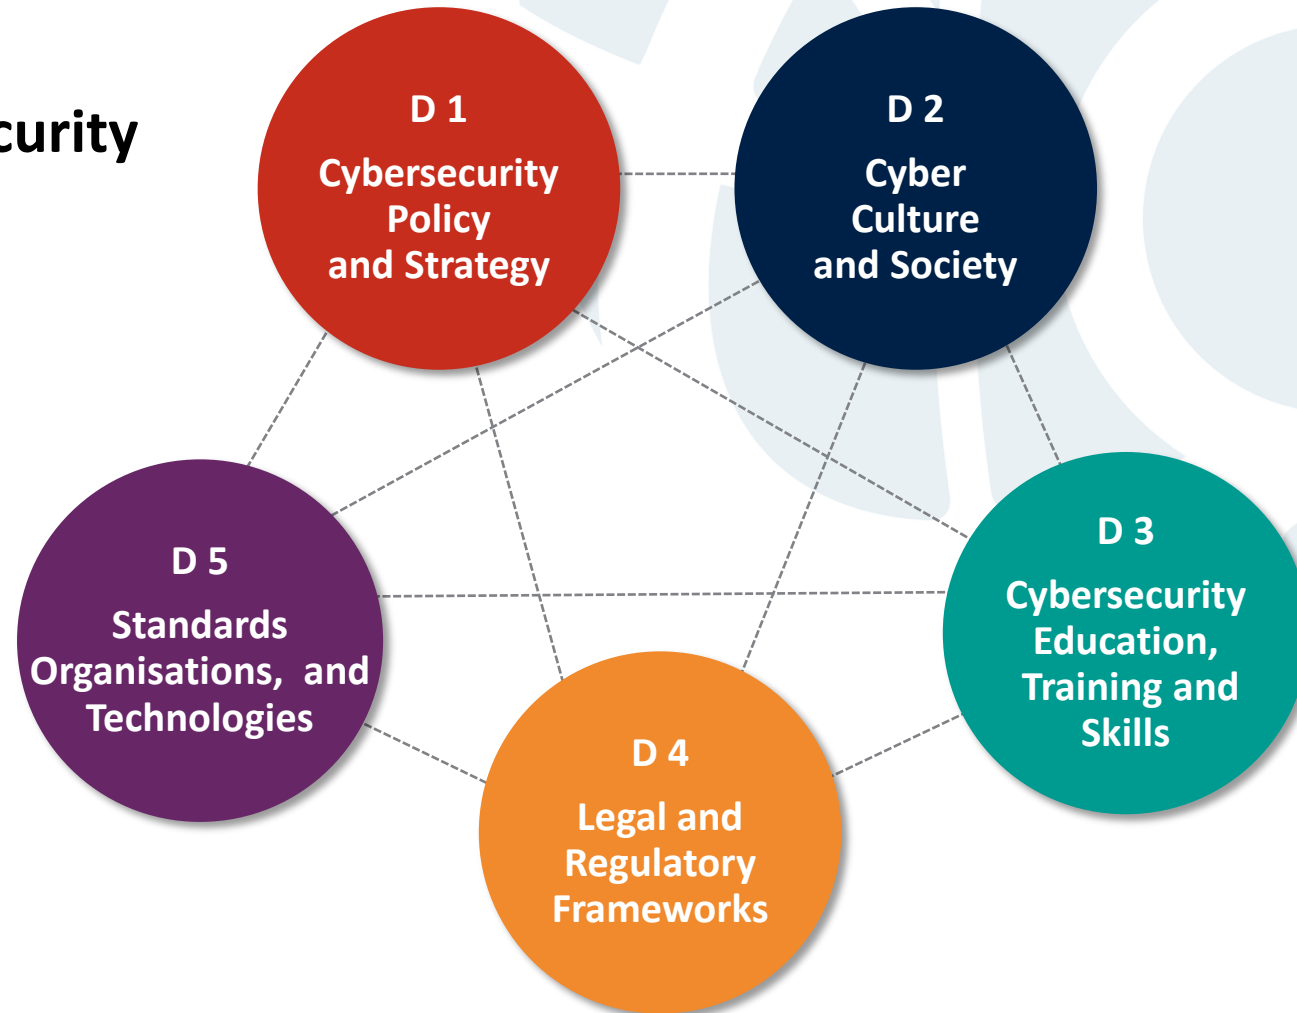 curity
D 1
Cybersecurity
Policy
and Strategy
D 2
Cyber
Culture
and Society
D 3
Cybersecurity
Education,
Training and
Skills
D 4
Legal and
Regulatory
Frameworks
D 5
Standards
Organisations,  and
Technologies